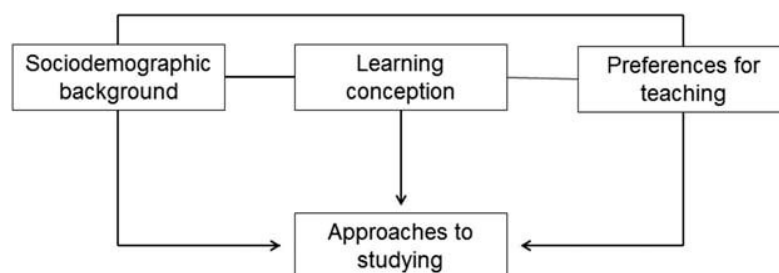 Sociodemographic
background
Learning
conception
Preferences for
teaching
Approaches to
studying